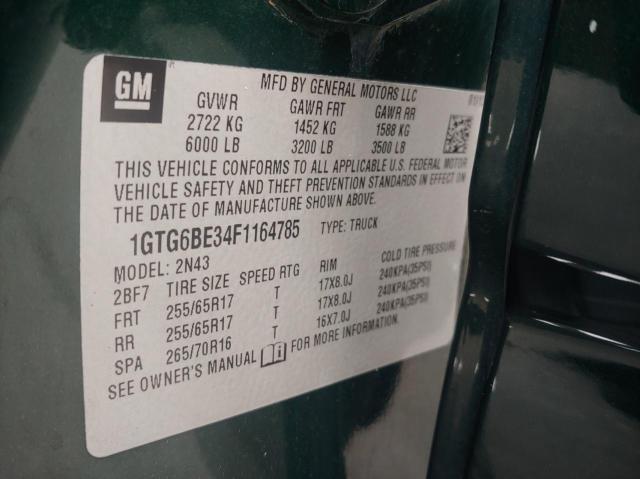 GM
MFD BY GENERAL MOTORS LLC
GVWR GAWR FRT GAWR RR
2722 KG 1452 KG 1588 KG
6000 LB 3200 LB 3500 LB
THIS VEHICLE CONFORMS TO ALL APPLICABLE U.S. FEDERAL MOTOR
VEHICLE SAFETY AND THEFT PREVENTION STANDARDS IN EFFECT ON
THE DATE OF MANUFACTURE SHOWN ABOVE.
1GTG6BE34F1164785 TYPE: TRUCK
MODEL: 2N43
2BF7 TIRE SIZE SPEED RTG RIM COLD TIRE PRESSURE
FRT 255/65R17 T 17X8.0J 240KPA(35PSI)
RR 255/65R17 T 17X8.0J 240KPA(35PSI)
SPA 265/70R16 T 16X7.0J 240KPA(35PSI)
SEE OWNER'S MANUAL i FOR MORE INFORMATION.